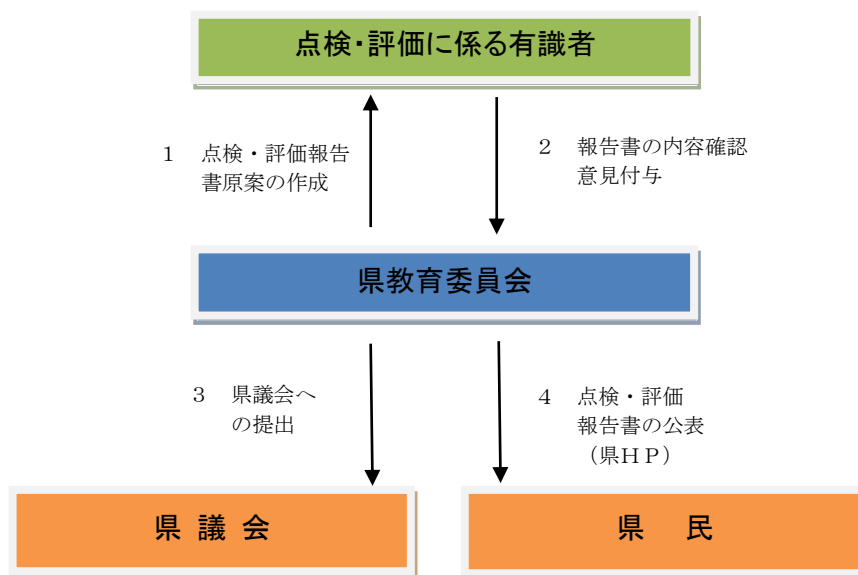 点検・評価に係る有識者
１　点検・評価報告
書原案の作成
２　報告書の内容確認
意見付与
県教育委員会
３　県議会へ
の提出
４　点検・評価
報告書の公表
（県ＨＰ）
県 議 会
県　　民